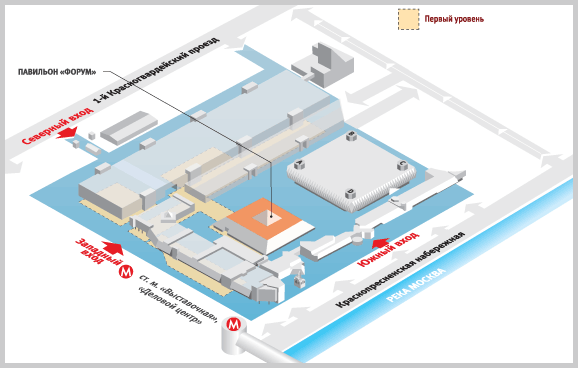 Первый уровень
1-й Красногвардейский проезд
ПАВИЛЬОН «ФОРУМ»
Северный вход
A
B
C
D
Западный
вход
М
Южный вход
ст. м. «Выставочная»,
«Деловой центр»
М
Краснопресненская набережная
РЕКА МОСКВА